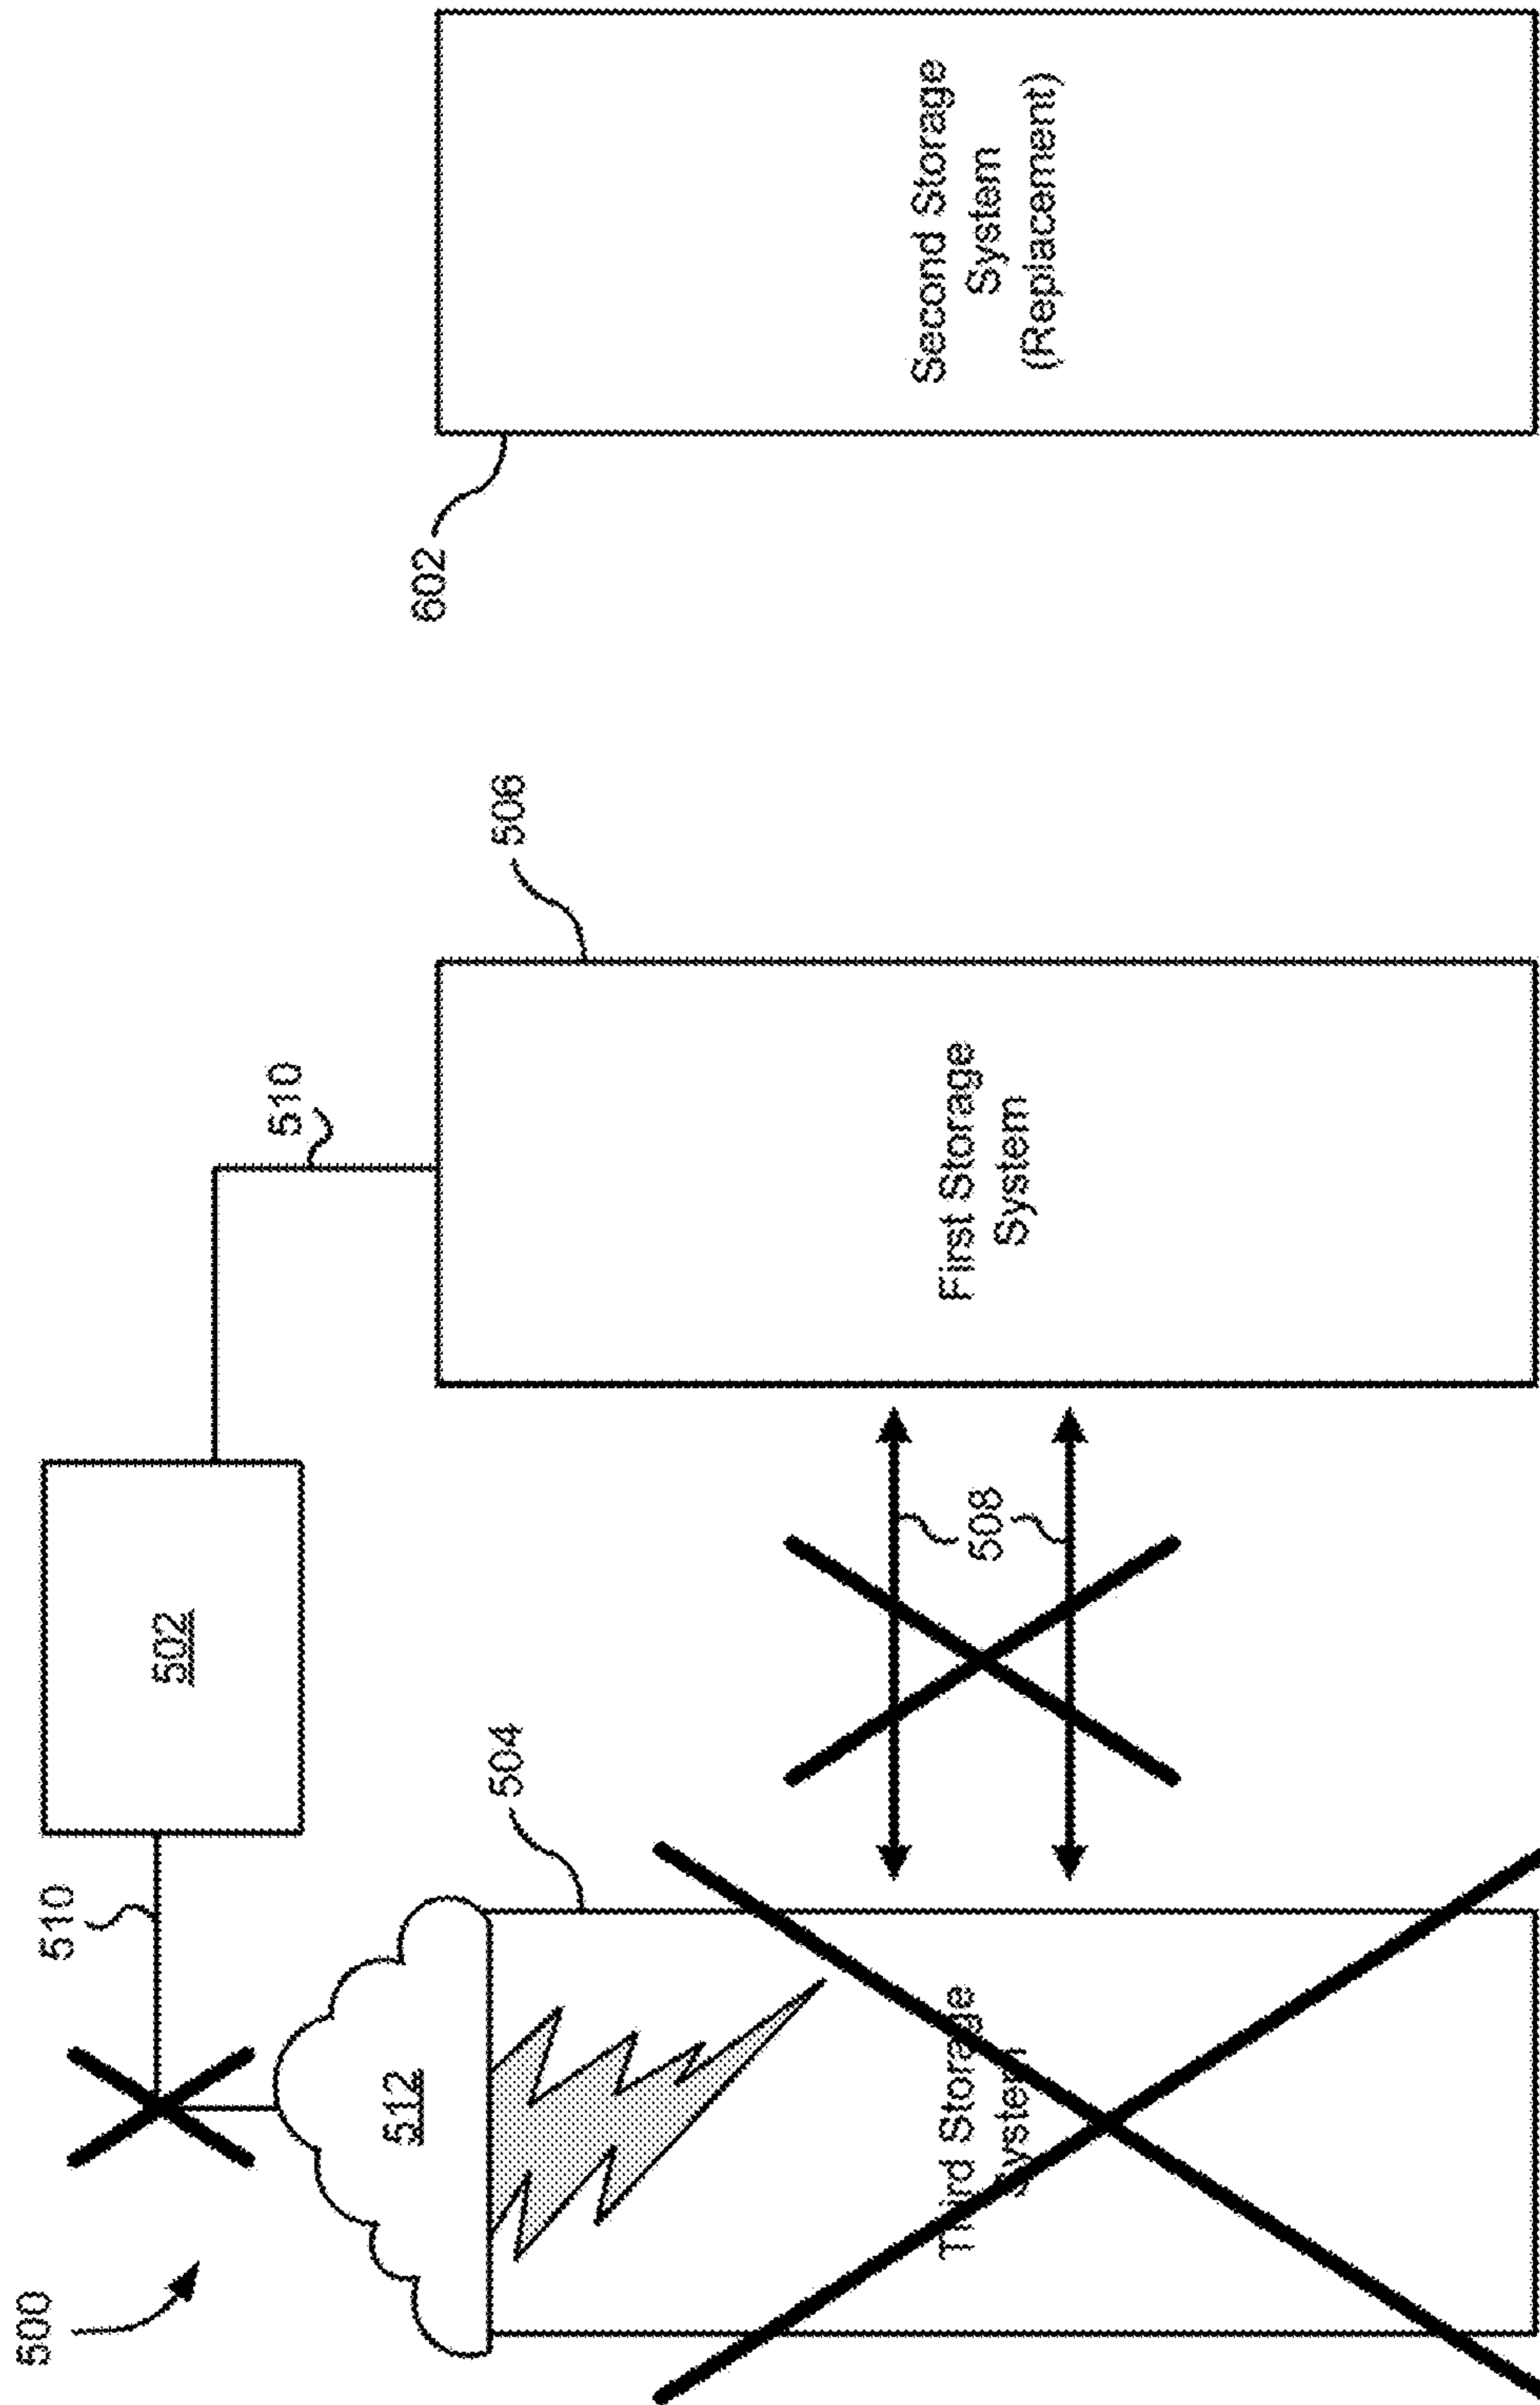 500
510
502
510
512
504
508
506
602
Third Storage
System
First Storage
System
Second Storage
System
(Replacement)